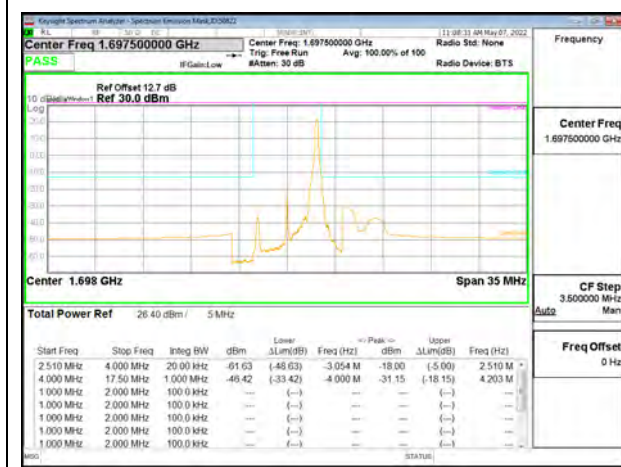 Keysight Spectrum Analyzer - Spectrum Emission Mask
RL RF
11:08:33 AM May 07, 2022
Center Freq 1.697500000 GHz
Center Freq: 1.697500000 GHz
Radio Std: None
Frequency
Trig: Free Run Avg: 100.00% of 100
PASS
IFGain:Low
#Atten: 30 dB
Radio Device: BTS
Ref Offset 12.7 dB
10 dB Ref 30.0 dBm
Log
Center Freq
1.697500000 GHz
Center 1.698 GHz
Span 35 MHz
CF Step
3.500000 MHz
Auto Man
Total Power Ref 26.40 dBm / 5 MHz
Freq Offset
0 Hz
Lower <-> Peak <-> Upper
Start Freq Stop Freq Integ BW dBm ΔLim(dB) Freq (Hz) dBm ΔLim(dB) Freq (Hz)
2.510 MHz 4.000 MHz 20.00 kHz -61.63 (-46.63) -3.054 M -18.00 (-5.00) 2.510 M
4.000 MHz 17.50 MHz 1.000 MHz -46.42 (-33.42) -4.000 M -31.15 (-18.15) 4.203 M
1.000 MHz 2.000 MHz 100.0 kHz --- (---) --- --- (---) ---
1.000 MHz 2.000 MHz 100.0 kHz --- (---) --- --- (---) ---
1.000 MHz 2.000 MHz 100.0 kHz --- (---) --- --- (---) ---
1.000 MHz 2.000 MHz 100.0 kHz --- (---) --- --- (---) ---
1.000 MHz 2.000 MHz 100.0 kHz --- (---) --- --- (---) ---
MSG
STATUS